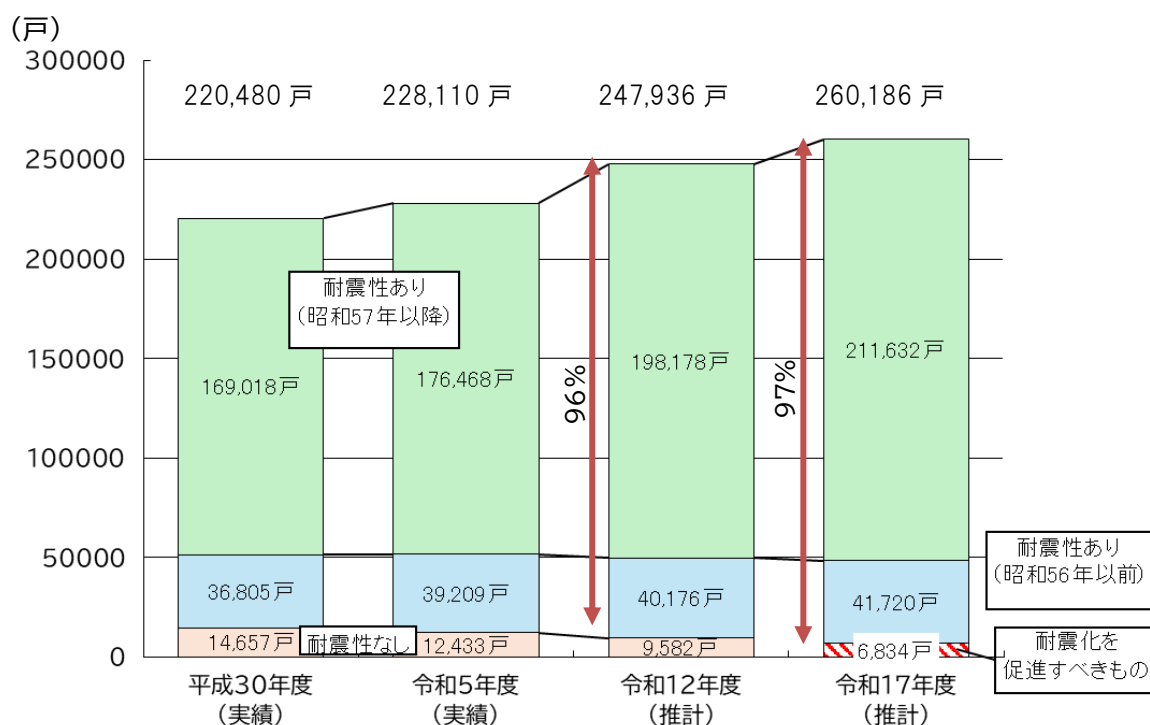 (戸)
300000
250000
200000
150000
100000
50000
0
220,480 戸
228,110 戸
247,936 戸
260,186 戸
耐震性あり
(昭和57年以降)
169,018戸
176,468戸
198,178戸
211,632戸
96%
97%
36,805戸
39,209戸
40,176戸
41,720戸
耐震性あり
(昭和56年以前)
14,657戸
耐震性なし
12,433戸
9,582戸
6,834戸
耐震化を
促進すべきもの
平成30年度
(実績)
令和5年度
(実績)
令和12年度
(推計)
令和17年度
(推計)